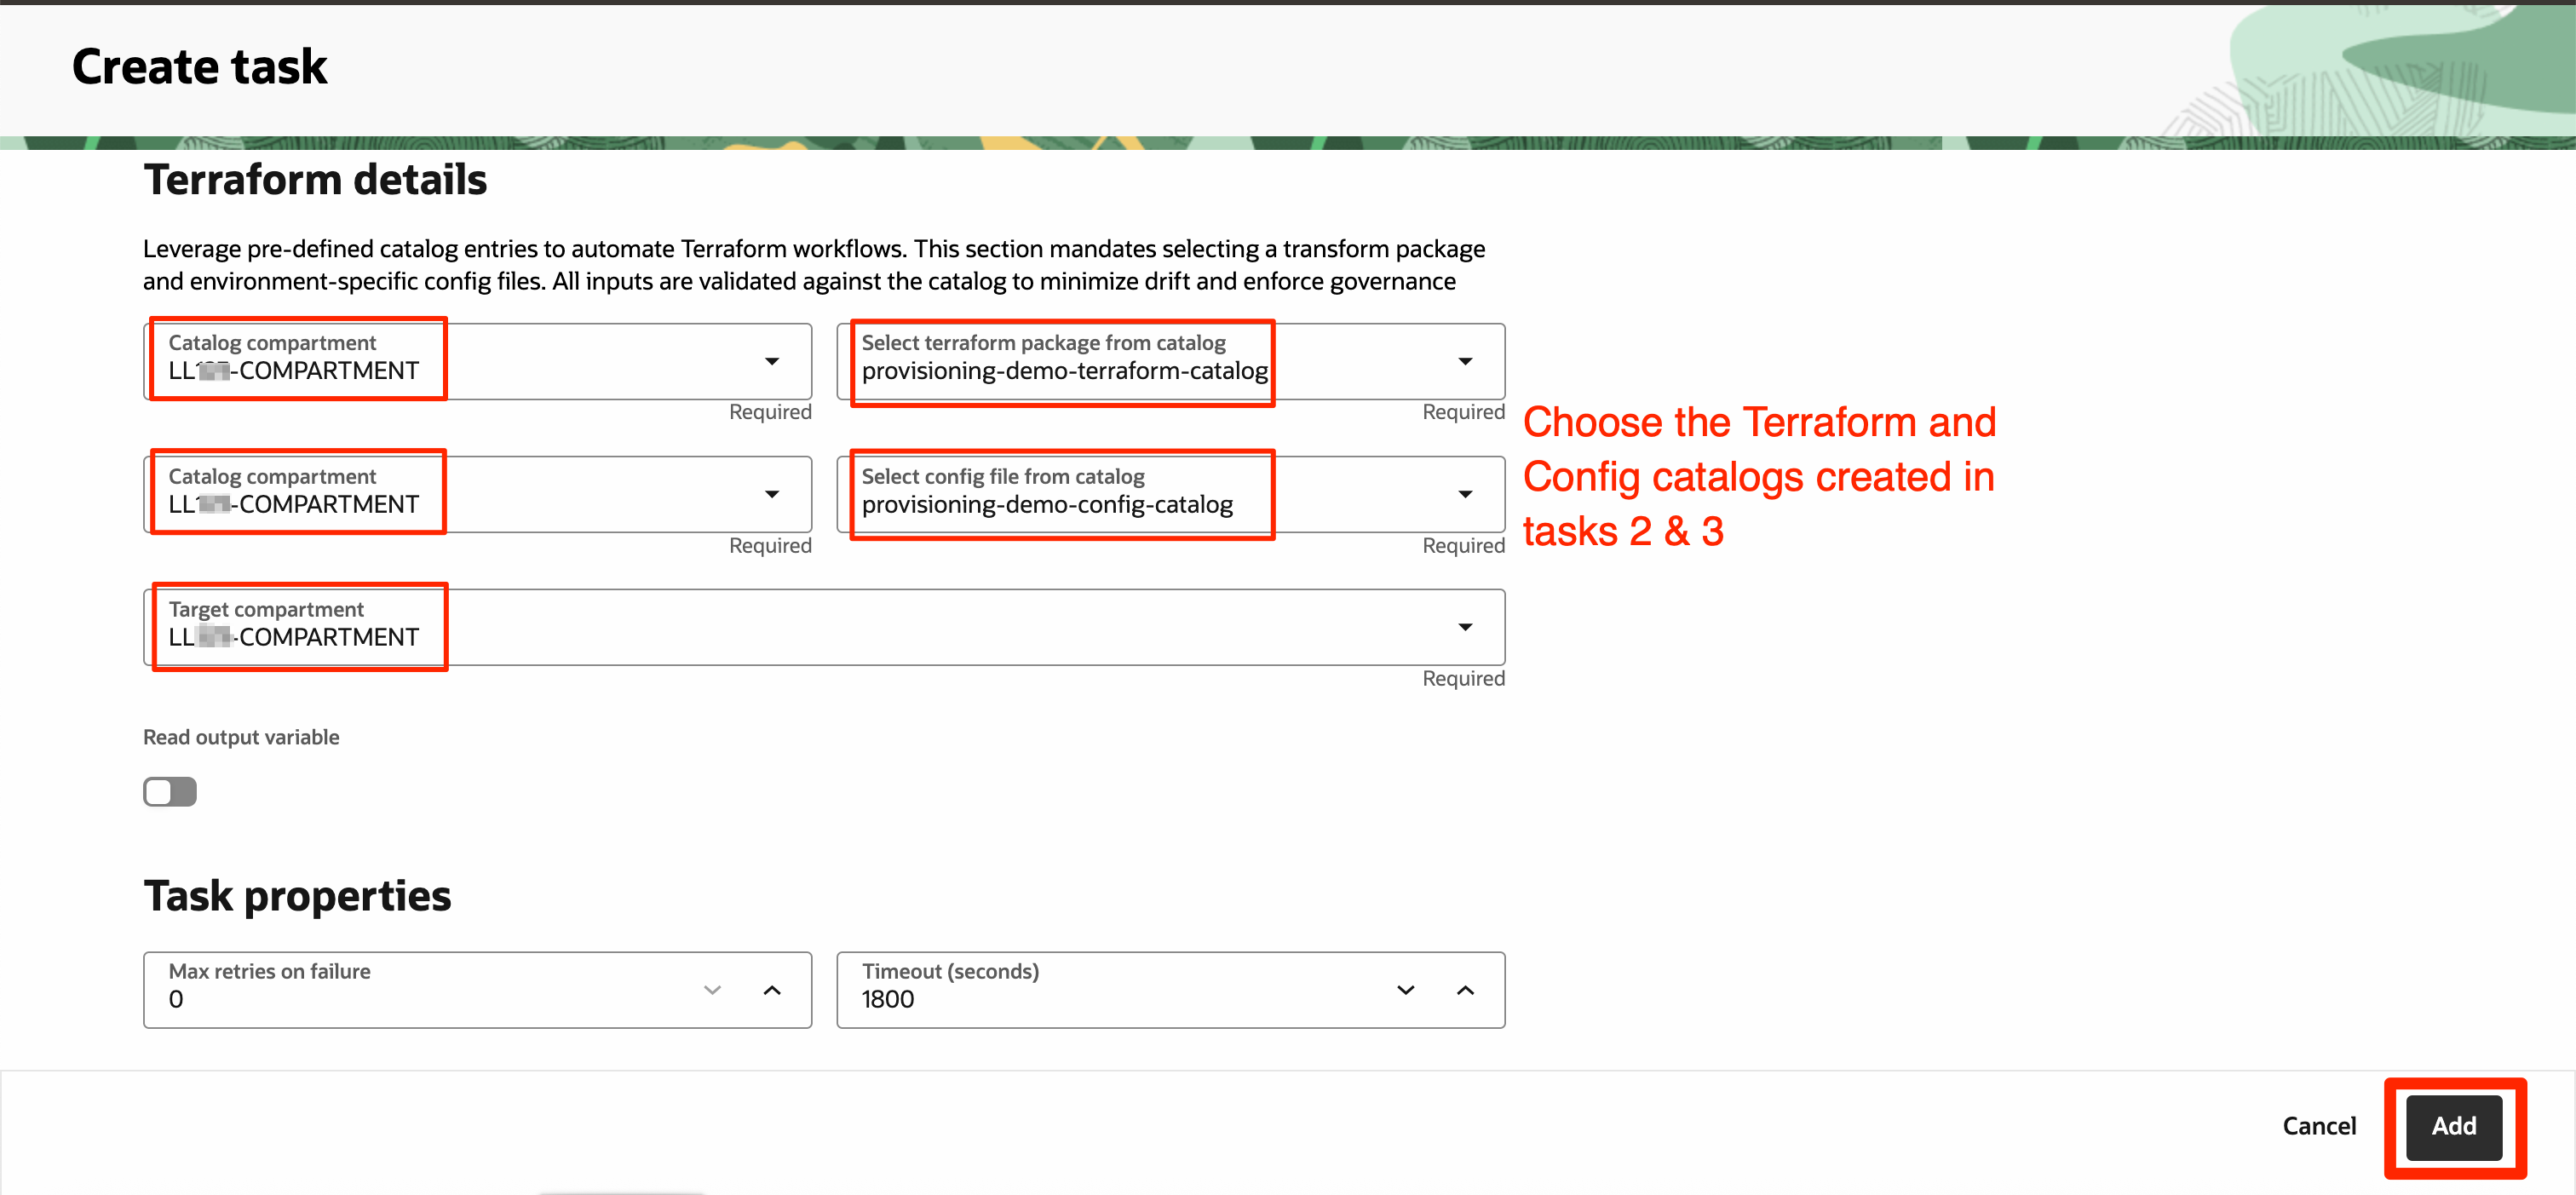 Create task
Terraform details
Leverage pre-defined catalog entries to automate Terraform workflows. This section mandates selecting a transform package
and environment-specific config files. All inputs are validated against the catalog to minimize drift and enforce governance
Catalog compartment
LL -COMPARTMENT
Required
Select terraform package from catalog
provisioning-demo-terraform-catalog
Required
Catalog compartment
LL -COMPARTMENT
Required
Select config file from catalog
provisioning-demo-config-catalog
Required
Choose the Terraform and
Config catalogs created in
tasks 2 & 3
Target compartment
LL -COMPARTMENT
Required
Read output variable
Task properties
Max retries on failure
0
Timeout (seconds)
1800
Cancel
Add